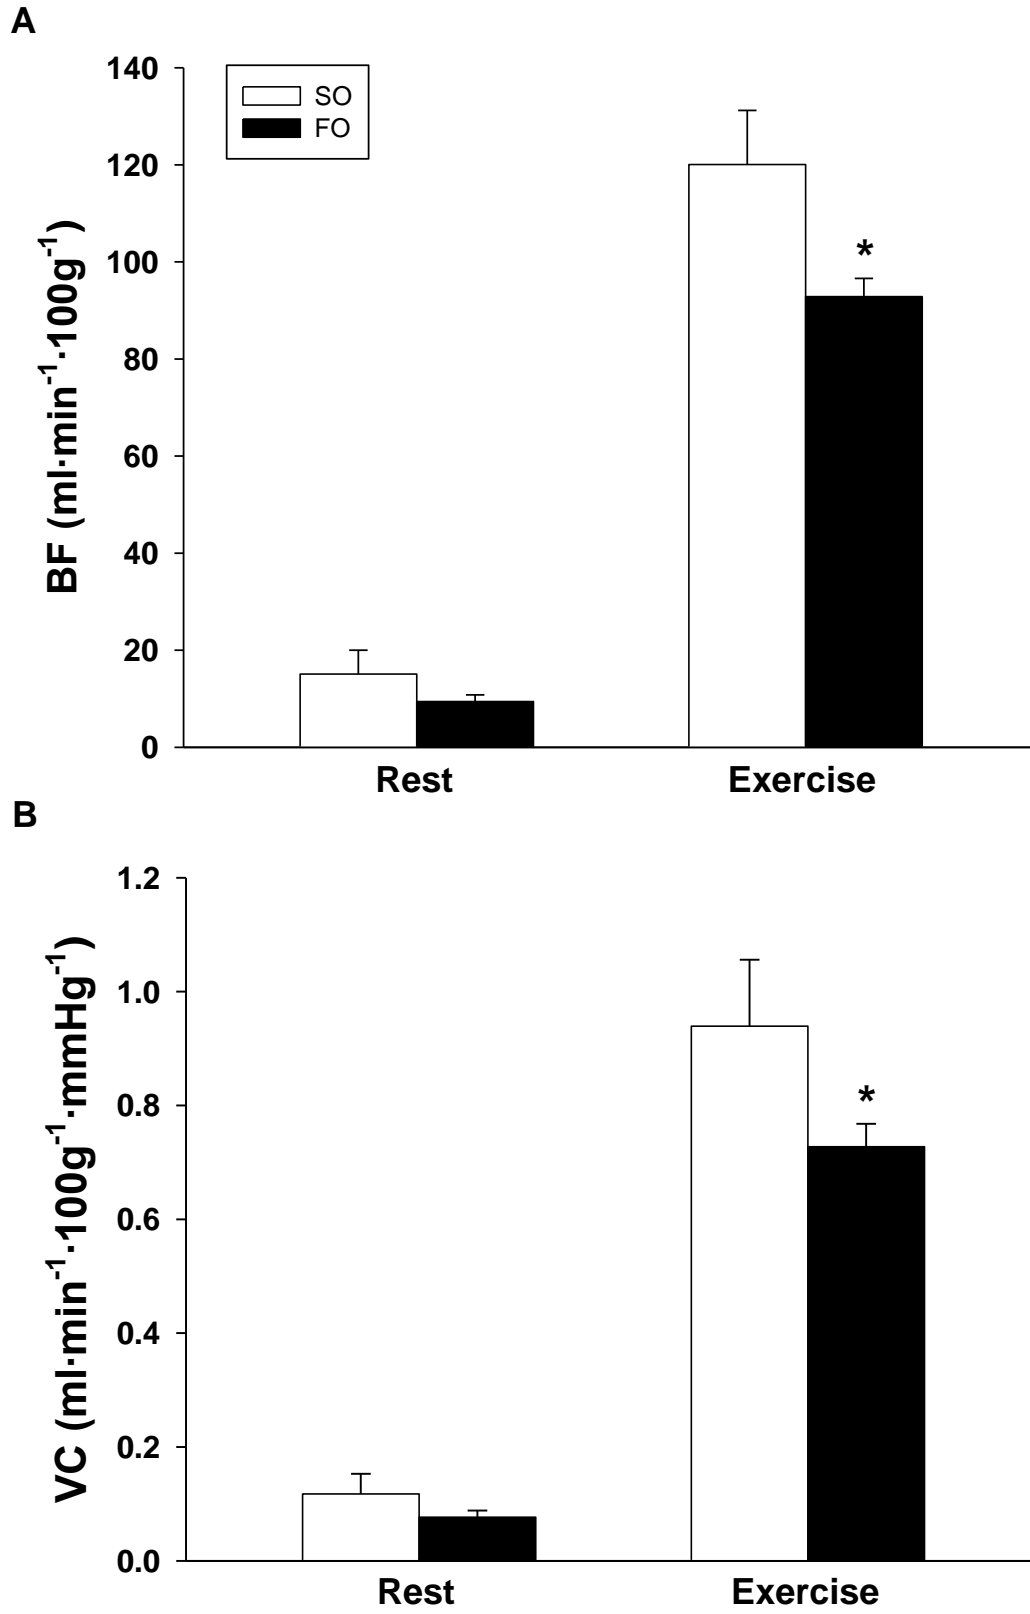 A
140
SO
FO
120
100
80
60
40
20
0
BF (ml·min⁻¹·100g⁻¹)
*
Rest Exercise
B
1.2
1.0
0.8
0.6
0.4
0.2
0.0
VC (ml·min⁻¹·100g⁻¹·mmHg⁻¹)
*
Rest Exercise